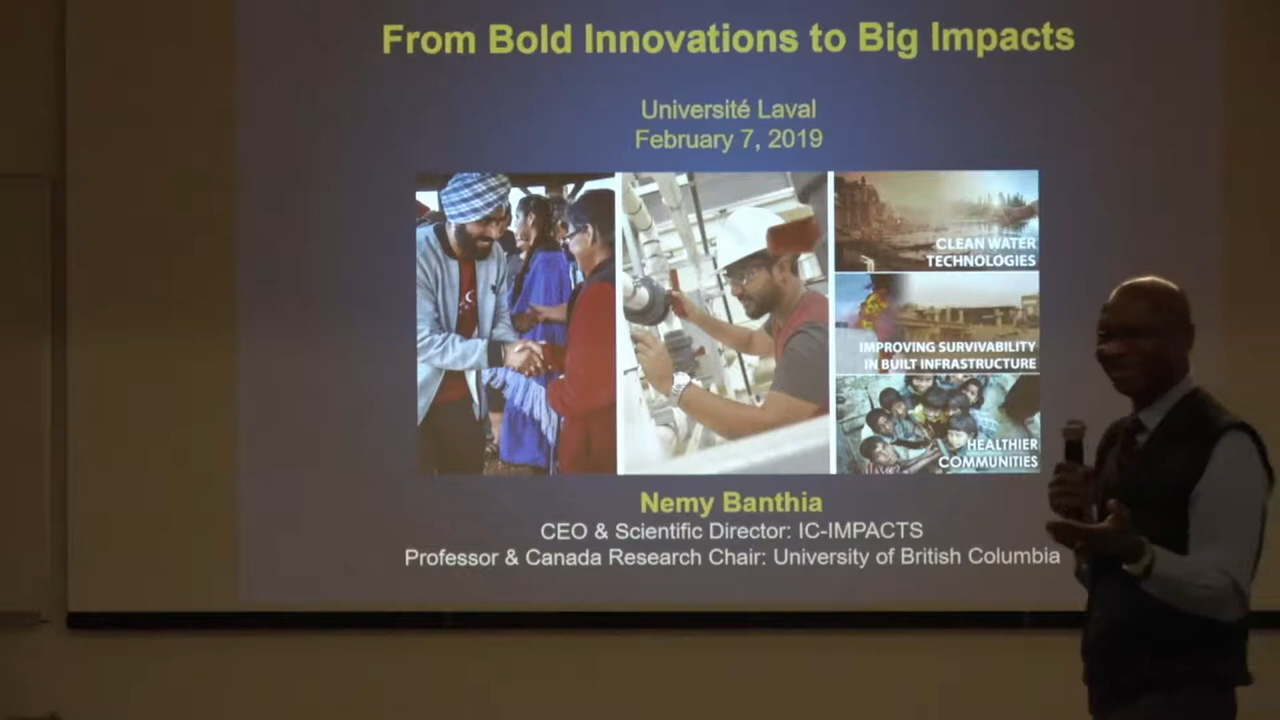 From Bold Innovations to Big Impacts
Université Laval
February 7, 2019
CLEAN WATER
TECHNOLOGIES
IMPROVING SURVIVABILITY
IN BUILT INFRASTRUCTURE
HEALTHIER
COMMUNITIES
Nemy Banthia
CEO & Scientific Director: IC-IMPACTS
Professor & Canada Research Chair: University of British Columbia